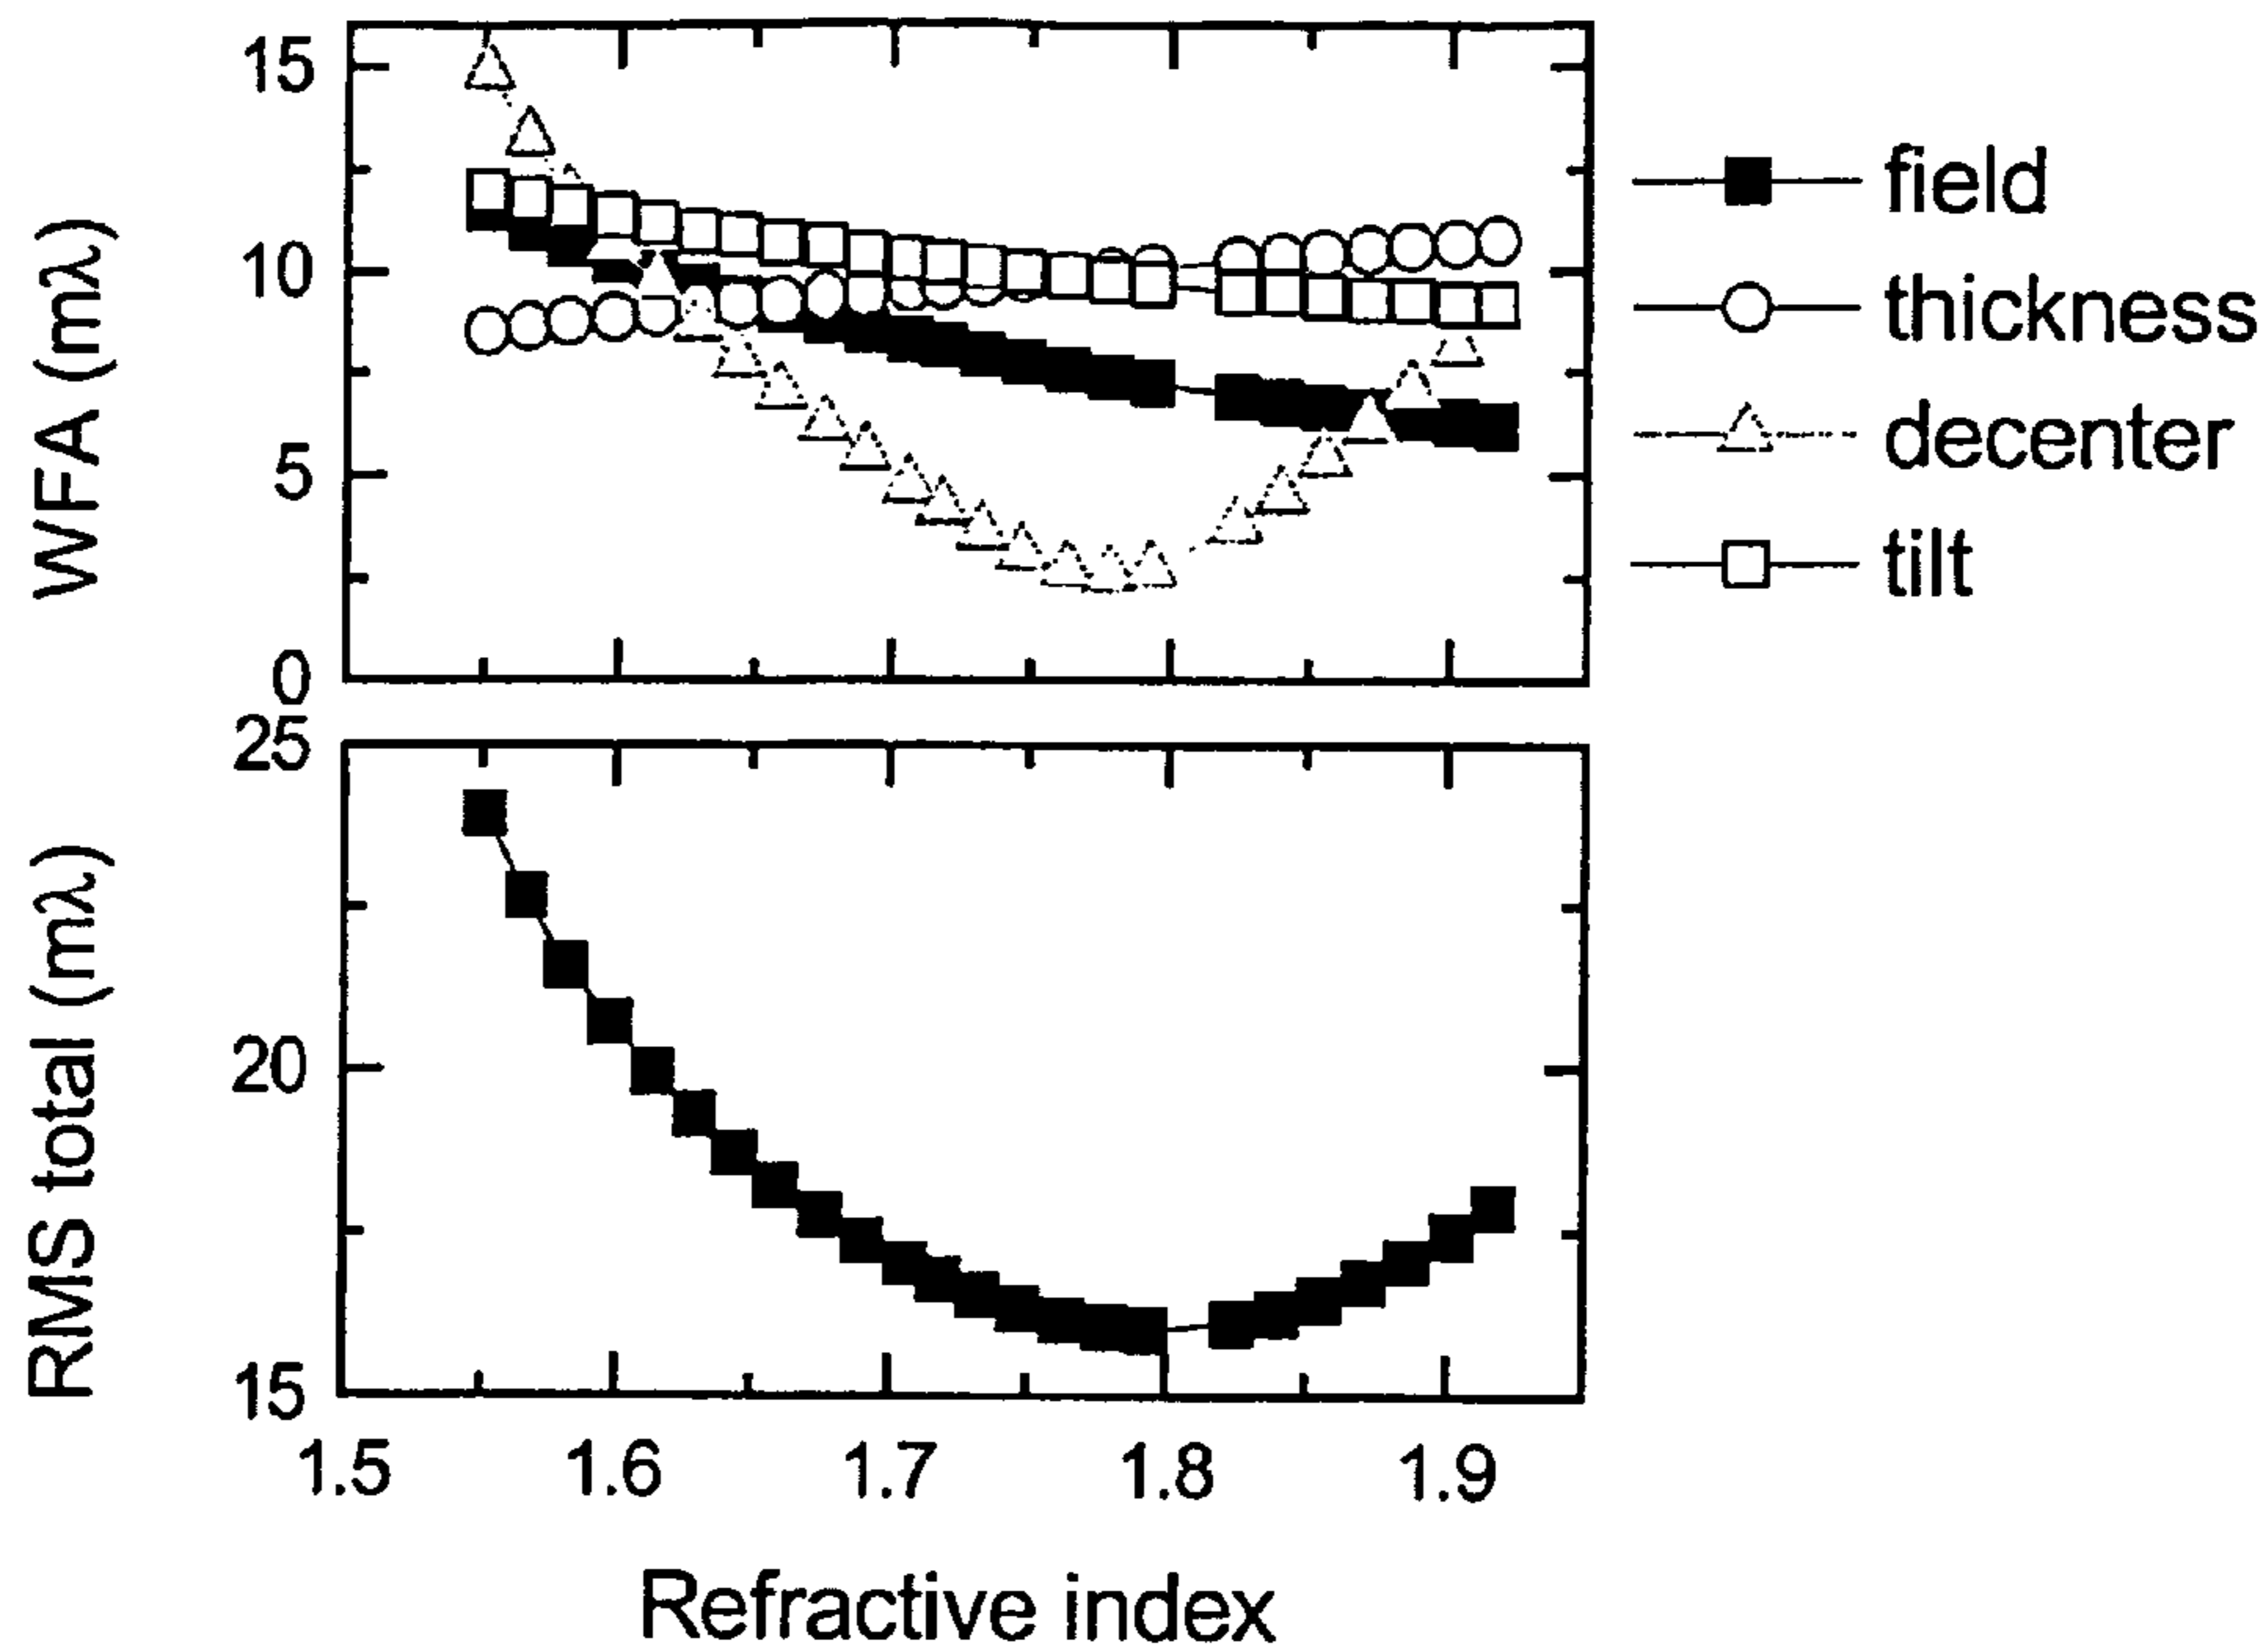 15
10
5
0
WFA (mλ)
field
thickness
decenter
tilt
25
20
15
RMS total (mλ)
1.5 1.6 1.7 1.8 1.9
Refractive index